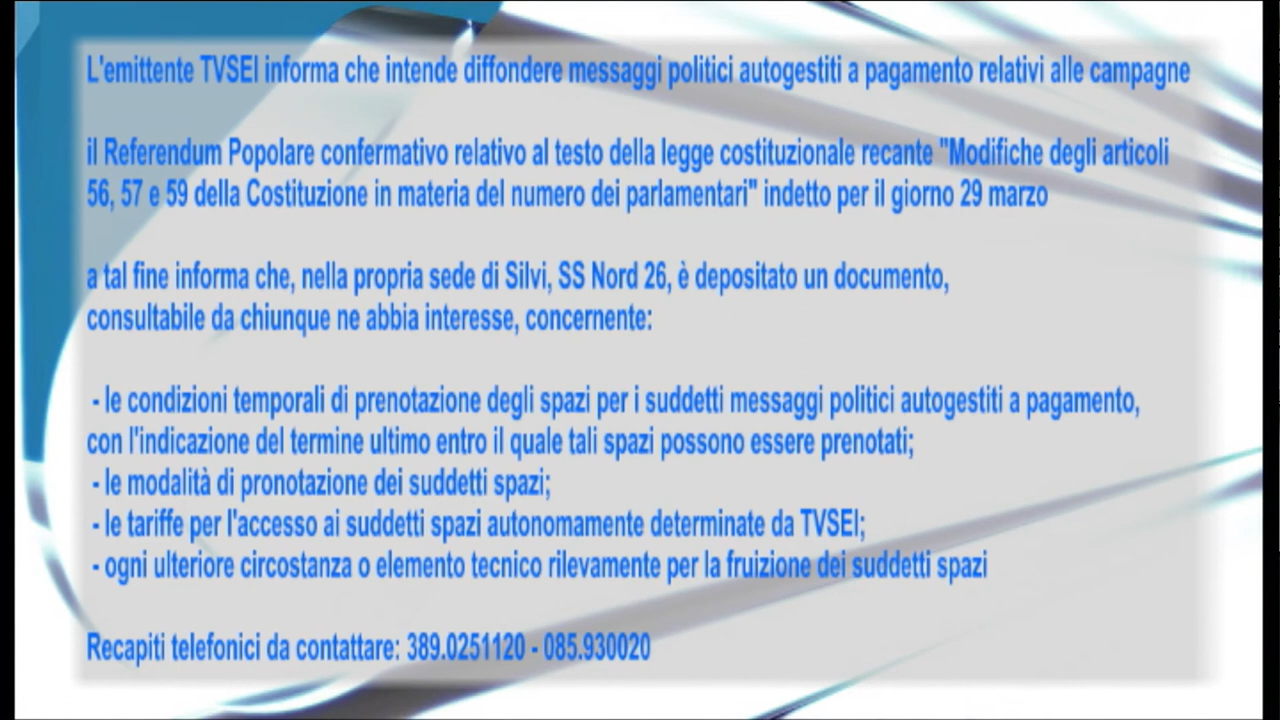 L'emittente TVSEI informa che intende diffondere messaggi politici autogestiti a pagamento relativi alle campagne
il Referendum Popolare confermativo relativo al testo della legge costituzionale recante "Modifiche degli articoli
56, 57 e 59 della Costituzione in materia del numero dei parlamentari" indetto per il giorno 29 marzo
a tal fine informa che, nella propria sede di Silvi, SS Nord 26, è depositato un documento,
consultabile da chiunque ne abbia interesse, concernente:
- le condizioni temporali di prenotazione degli spazi per i suddetti messaggi politici autogestiti a pagamento,
con l'indicazione del termine ultimo entro il quale tali spazi possono essere prenotati;
- le modalità di pronotazione dei suddetti spazi;
- le tariffe per l'accesso ai suddetti spazi autonomamente determinate da TVSEI;
- ogni ulteriore circostanza o elemento tecnico rilevamente per la fruizione dei suddetti spazi
Recapiti telefonici da contattare: 389.0251120 - 085.930020